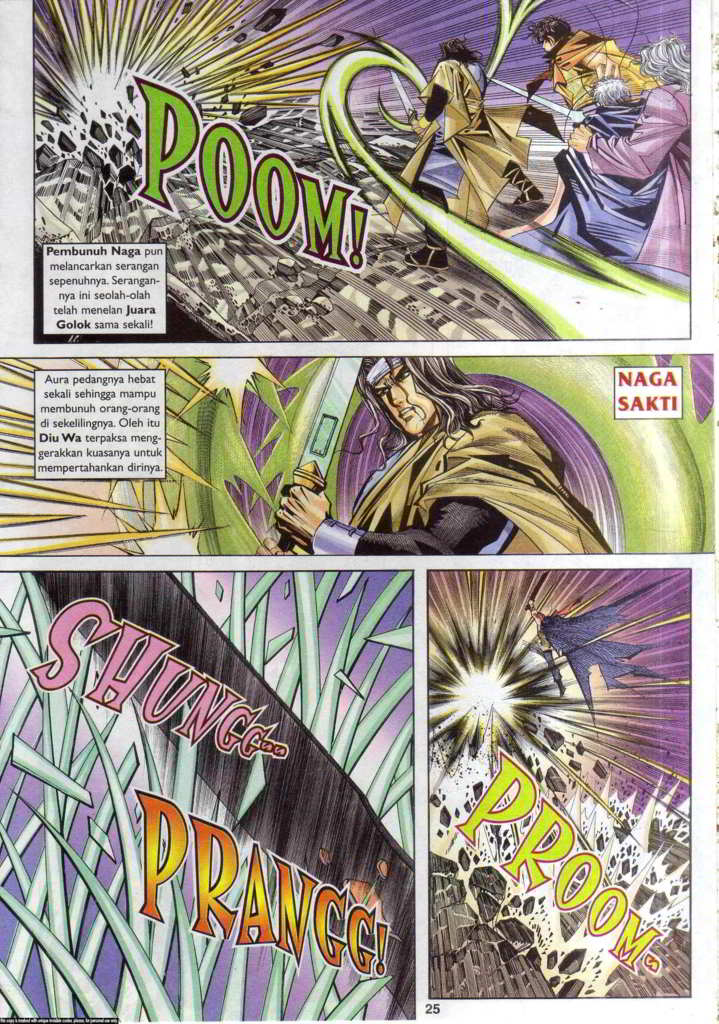 POOM!
Pembunuh Naga pun
melancarkan serangan
sepenuhnya. Serangan-
nya ini seolah-olah
telah menelan Juara
Golok sama sekali!
Aura pedangnya hebat
sekali sehingga mampu
membunuh orang-orang
di sekelilingnya. Oleh itu
Diu Wa terpaksa meng-
gerakkan kuasanya untuk
mempertahankan dirinya.
NAGA
SAKTI
SHUNGG~
PRANGG!
PROOM~
25